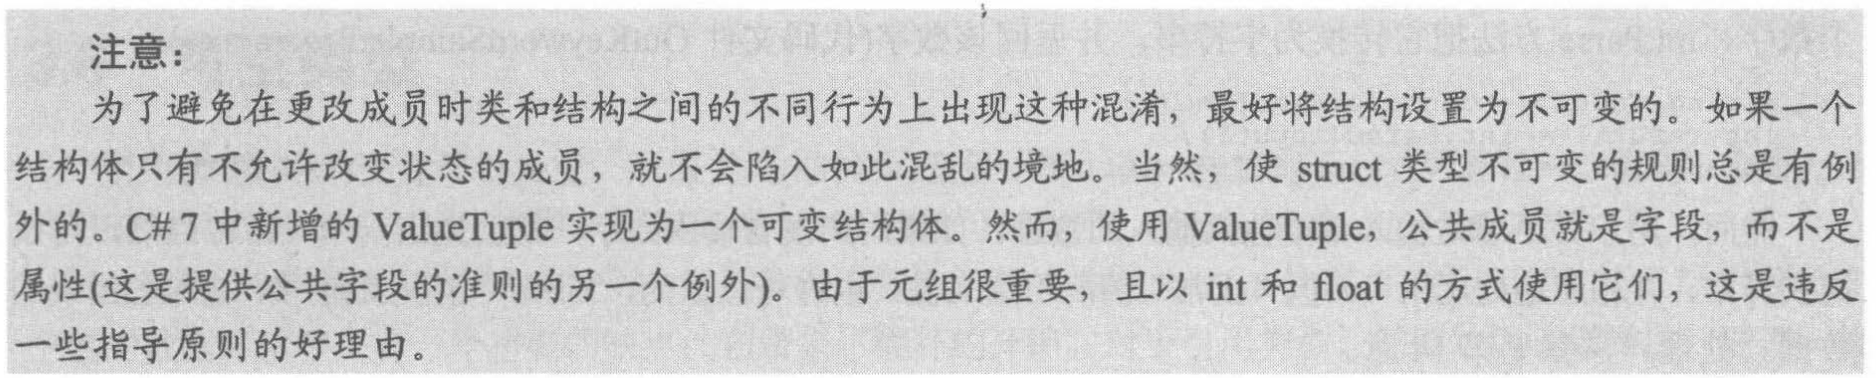 注意：
为了避免在更改成员时类和结构之间的不同行为上出现这种混淆，最好将结构设置为不可变的。如果一个
结构体只有不允许改变状态的成员，就不会陷入如此混乱的境地。当然，使 struct 类型不可变的规则总是有例
外的。C# 7 中新增的 ValueTuple 实现为一个可变结构体。然而，使用 ValueTuple，公共成员就是字段，而不是
属性(这是提供公共字段的准则的另一个例外)。由于元组很重要，且以 int 和 float 的方式使用它们，这是违反
一些指导原则的好理由。